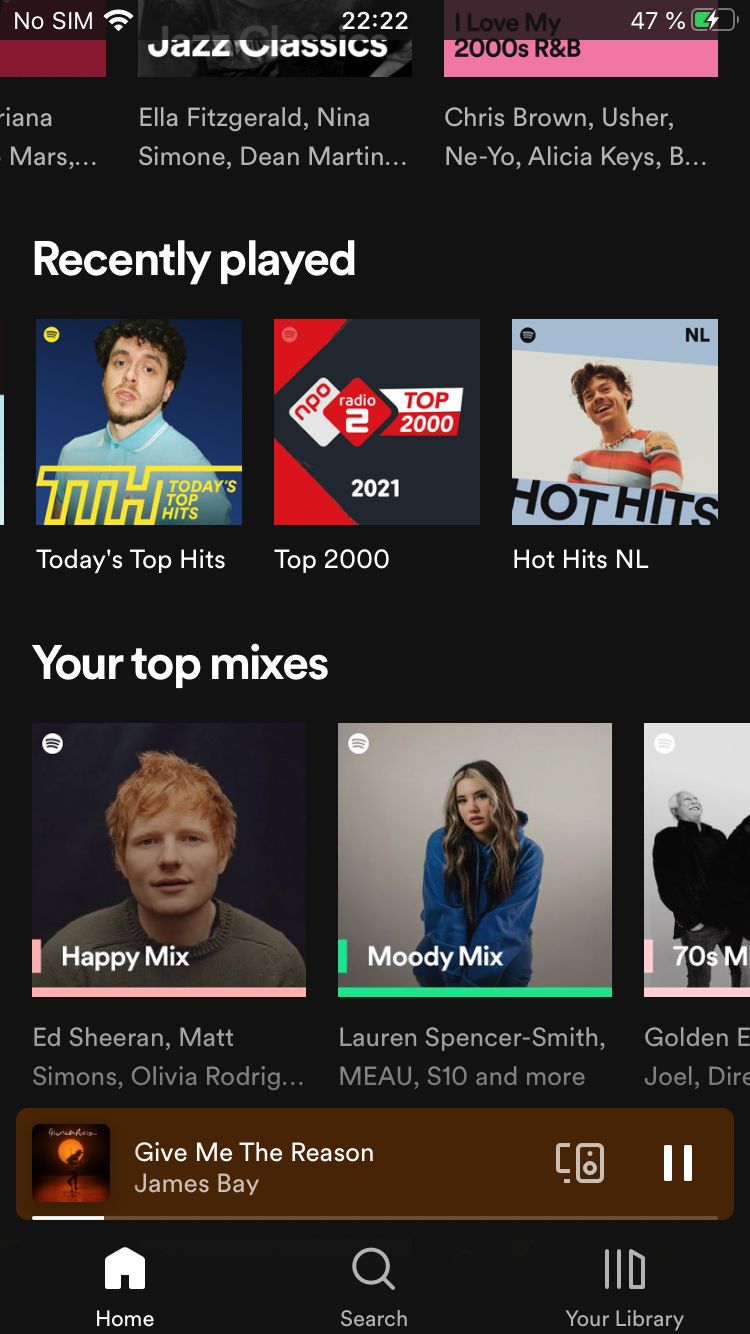 No SIM 22:22 47 %
Jazz Classics
I Love My
2000s R&B
riana
Mars,...
Ella Fitzgerald, Nina
Simone, Dean Martin...
Chris Brown, Usher,
Ne-Yo, Alicia Keys, B...
Recently played
TTH TODAY'S
TOP
HITS
npo radio 2 TOP
2000
2021
NL
HOT HITS
Today's Top Hits
Top 2000
Hot Hits NL
Your top mixes
Happy Mix
Moody Mix
70s M
Ed Sheeran, Matt
Simons, Olivia Rodrig...
Lauren Spencer-Smith,
MEAU, S10 and more
Golden E
Joel, Dire
Give Me The Reason
James Bay
Home
Search
Your Library